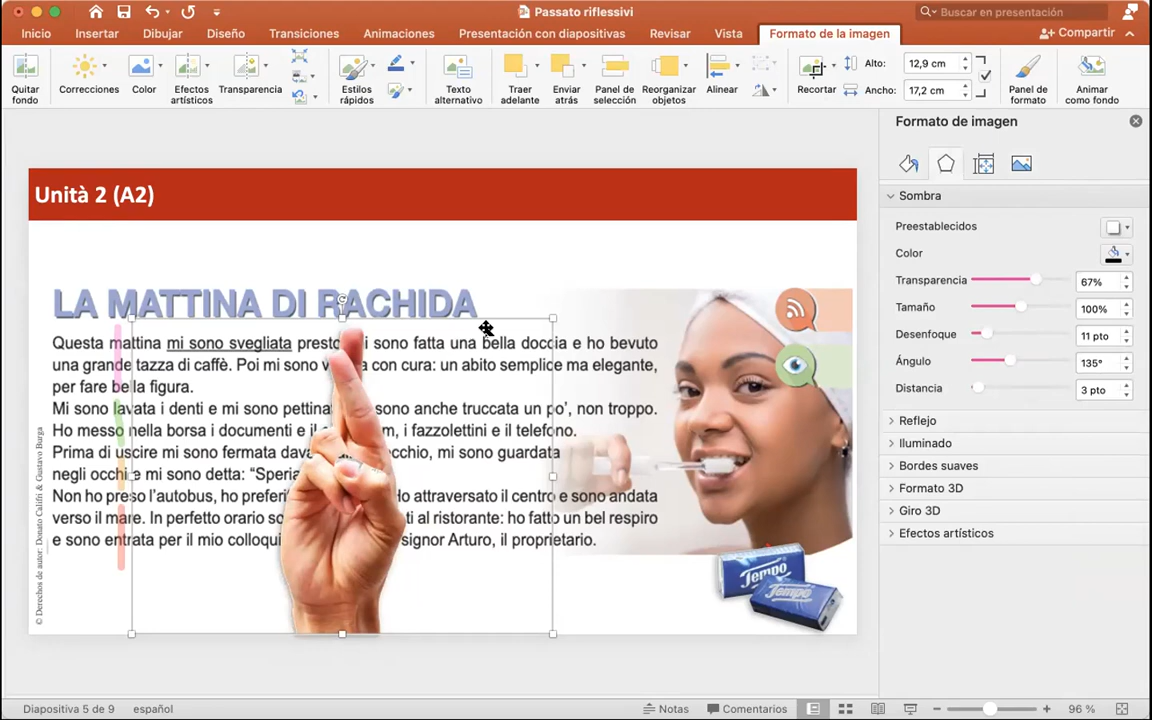 Passato riflessivi
Buscar en presentación
Inicio
Insertar
Dibujar
Diseño
Transiciones
Animaciones
Presentación con diapositivas
Revisar
Vista
Formato de la imagen
Compartir
Quitar fondo
Correcciones
Color
Efectos artísticos
Transparencia
Estilos rápidos
Texto alternativo
Traer adelante
Enviar atrás
Panel de selección
Reorganizar objetos
Alinear
Recortar
Alto:
12,9 cm
Ancho:
17,2 cm
Panel de formato
Animar como fondo
Unità 2 (A2)
LA MATTINA DI RACHIDA
Questa mattina mi sono svegliata presto i sono fatta una bella doccia e ho bevuto
una grande tazza di caffè. Poi mi sono v a con cura: un abito semplice ma elegante,
per fare bella figura.
Mi sono lavata i denti e mi sono pettina sono anche truccata un po’, non troppo.
Ho messo nella borsa i documenti e il m, i fazzolettini e il telefono.
Prima di uscire mi sono fermata dava occhio, mi sono guardata
negli occhi e mi sono detta: “Speria
Non ho preso l’autobus, ho preferi Ho attraversato il centro e sono andata
verso il mare. In perfetto orario so ti al ristorante: ho fatto un bel respiro
e sono entrata per il mio colloqui signor Arturo, il proprietario.
© Derechos de autor: Donato Califri & Gustavo Burga
Tempo
Tempo
Formato de imagen
Sombra
Preestablecidos
Color
Transparencia
67%
Tamaño
100%
Desenfoque
11 pto
Ángulo
135°
Distancia
3 pto
Reflejo
Iluminado
Bordes suaves
Formato 3D
Giro 3D
Efectos artísticos
Diapositiva 5 de 9
español
Notas
Comentarios
96 %